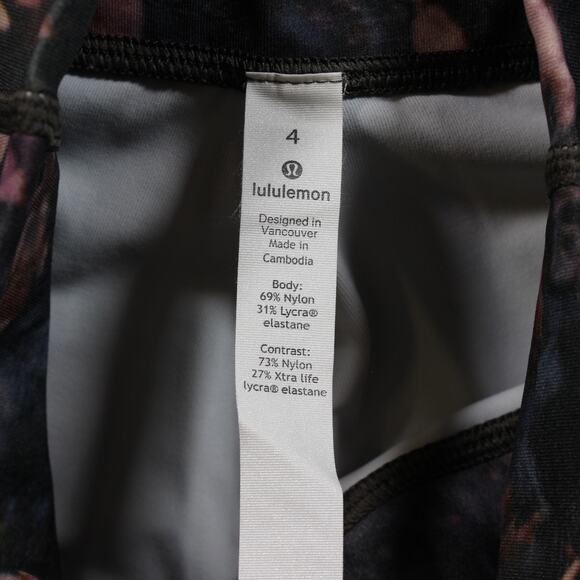 4
lululemon
Designed in
Vancouver
Made in
Cambodia
Body:
69% Nylon
31% Lycra®
elastane
Contrast:
73% Nylon
27% Xtra life
lycra® elastane